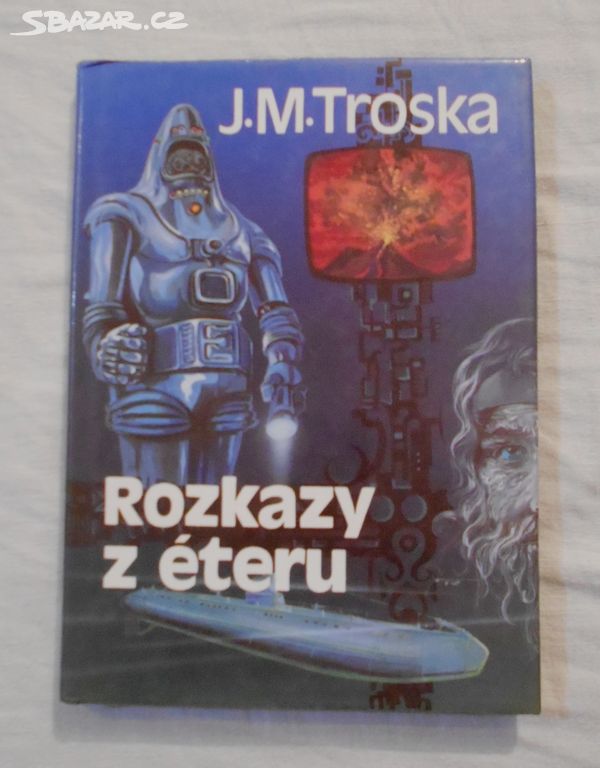 SBAZAR.CZ
J.M.Troska
Rozkazy
z éteru